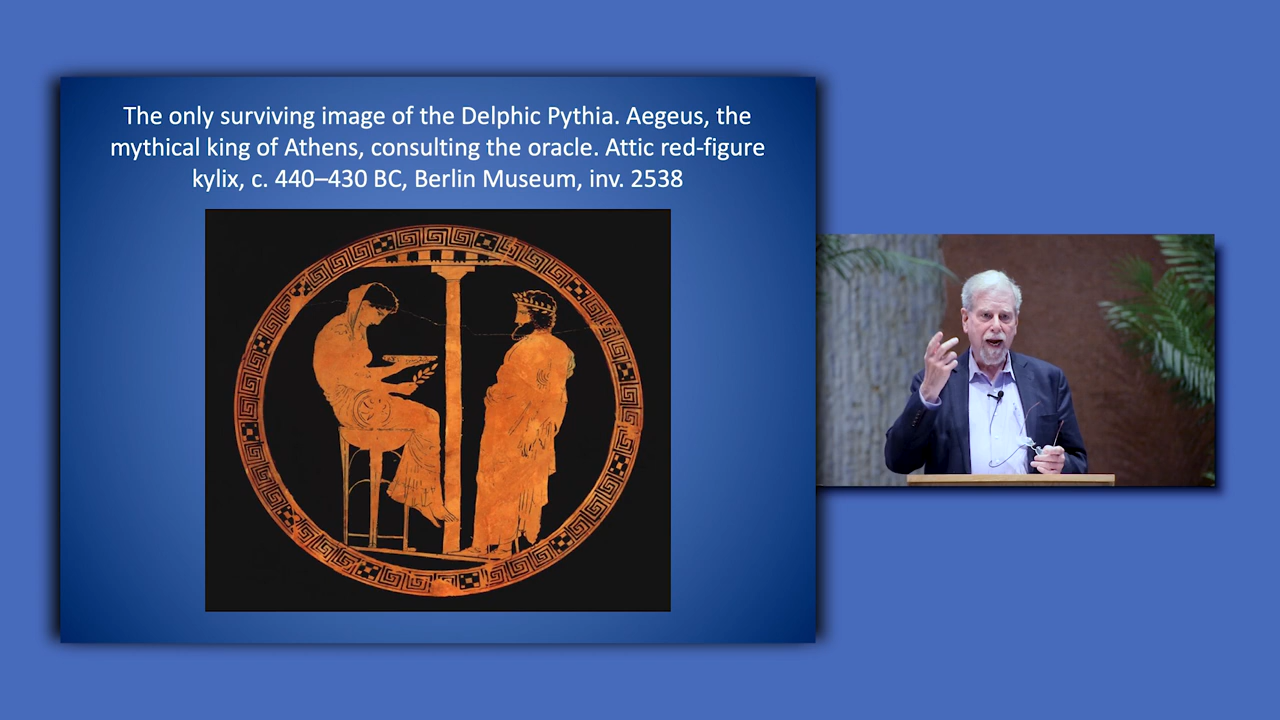 The only surviving image of the Delphic Pythia. Aegeus, the
mythical king of Athens, consulting the oracle. Attic red-figure
kylix, c. 440–430 BC, Berlin Museum, inv. 2538